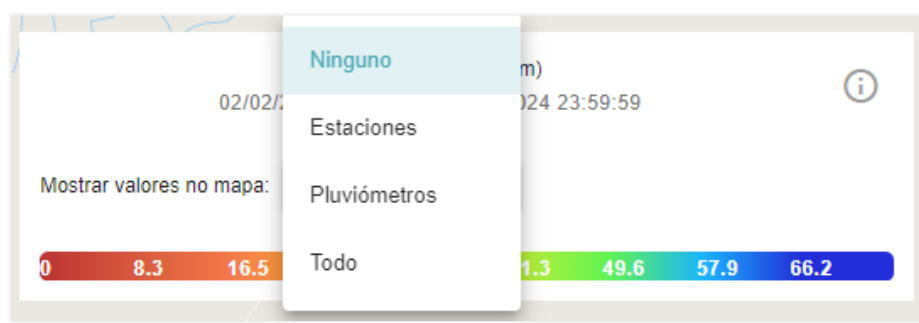 Ninguno
m)
02/02/2
024 23:59:59
Estaciones
Mostrar valores no mapa:
Pluviómetros
Todo
0 8.3 16.5 1.3 49.6 57.9 66.2